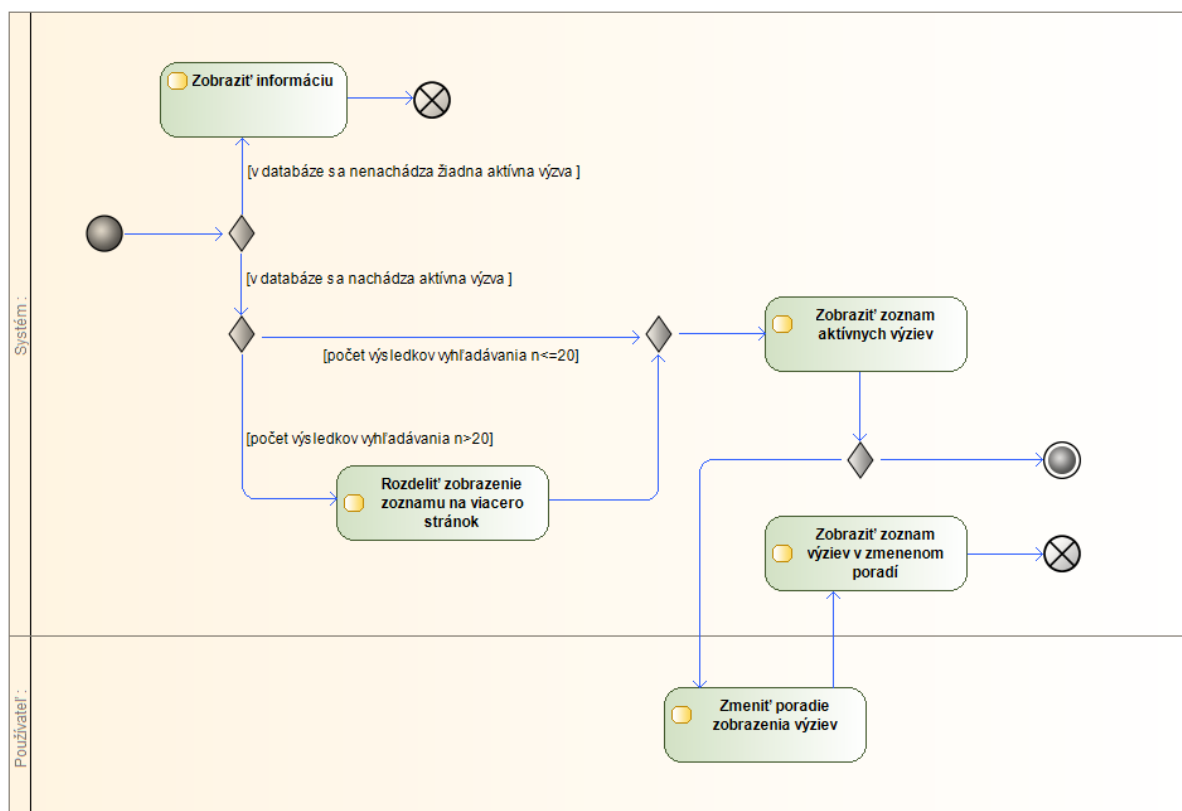 Systém :
Zobraziť informáciu
[v databáze sa nenachádza žiadna aktívna výzva ]
[v databáze sa nachádza aktívna výzva ]
[počet výsledkov vyhľadávania n<=20]
Zobraziť zoznam
aktívnych výziev
[počet výsledkov vyhľadávania n>20]
Rozdeliť zobrazenie
zoznamu na viacero
stránok
Zobraziť zoznam
výziev v zmenenom
poradí
Používateľ :
Zmeniť poradie
zobrazenia výziev